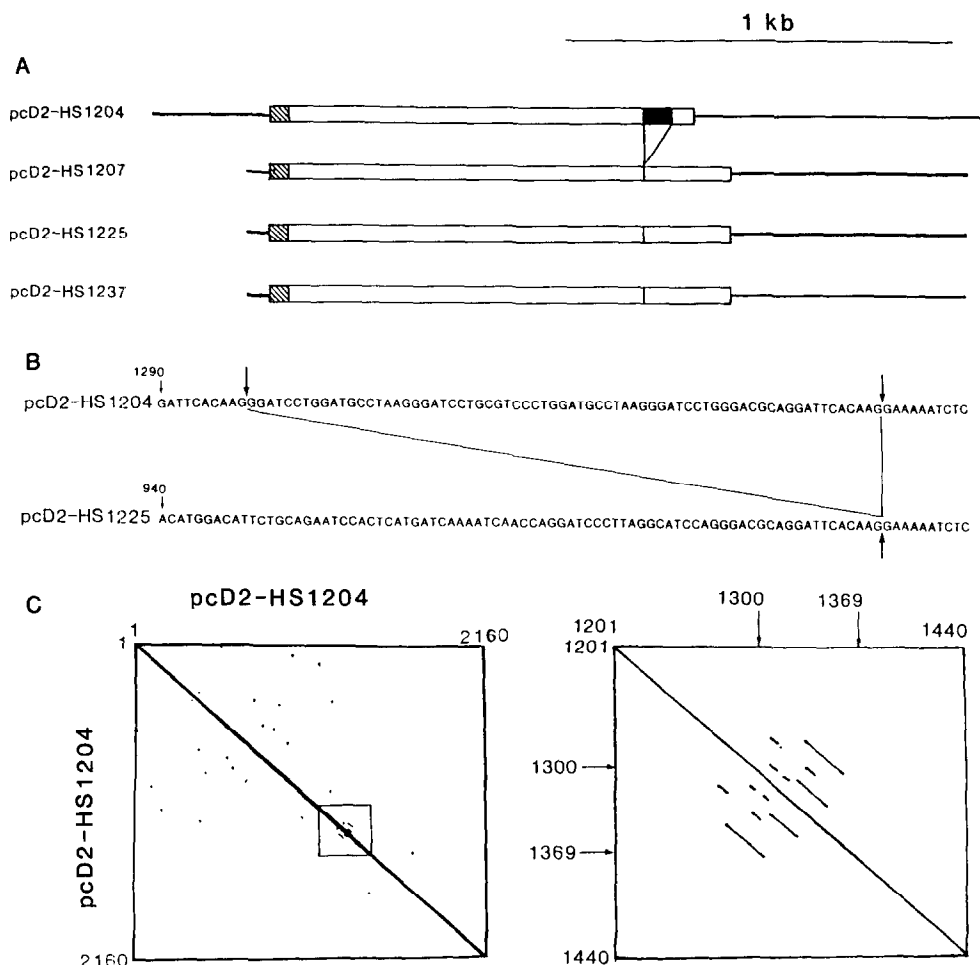 1 kb
A
pcD2-HS1204
pcD2-HS1207
pcD2-HS1225
pcD2-HS1237
B
1290
pcD2-HS1204 GATTCACAAGGGATCCTGGATGCCTAAGGGATCCTGCGTCCCTGGATGCCTAAGGGATCCTGGGACGCAGGATTCACAAGGAAAAATCTC
940
pcD2-HS1225 ACATGGACATTCTGCAGAATCCACTCATGATCAAAATCAACCAGGATCCCTTAGGCATCCAGGGACGCAGGATTCACAAGGAAAAATCTC
C
pcD2-HS1204
1
2160
1
pcD2-HS1204
2160
1300
1369
1201
1440
1201
1300
1369
1440